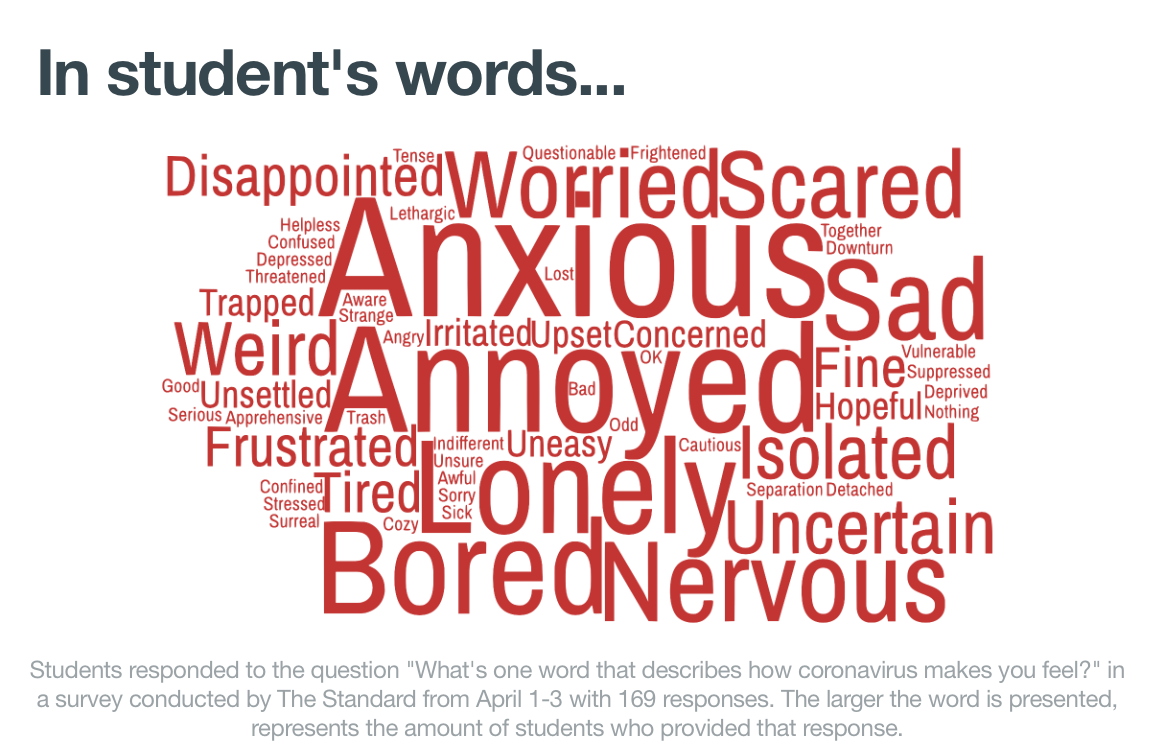 In student's words...
Tense Questionable Frightened
Disappointed Worried Scared
Lethargic
Helpless Together
Confused Anxious Downturn
Depressed
Threatened Lost Sad
Trapped Aware
Strange
Weird Angry Irritated Upset Concerned
Annoyed OK Fine Vulnerable
Suppressed
Good Unsettled Bad Deprived
Serious Apprehensive Trash Odd Hopeful Nothing
Frustrated Indifferent Uneasy Cautious Isolated
Unsure
Confined Tired Awful Lonely Separation Detached
Stressed Sorry
Surreal Cozy Sick Uncertain
Bored Nervous
Students responded to the question "What's one word that describes how coronavirus makes you feel?" in
a survey conducted by The Standard from April 1-3 with 169 responses. The larger the word is presented,
represents the amount of students who provided that response.